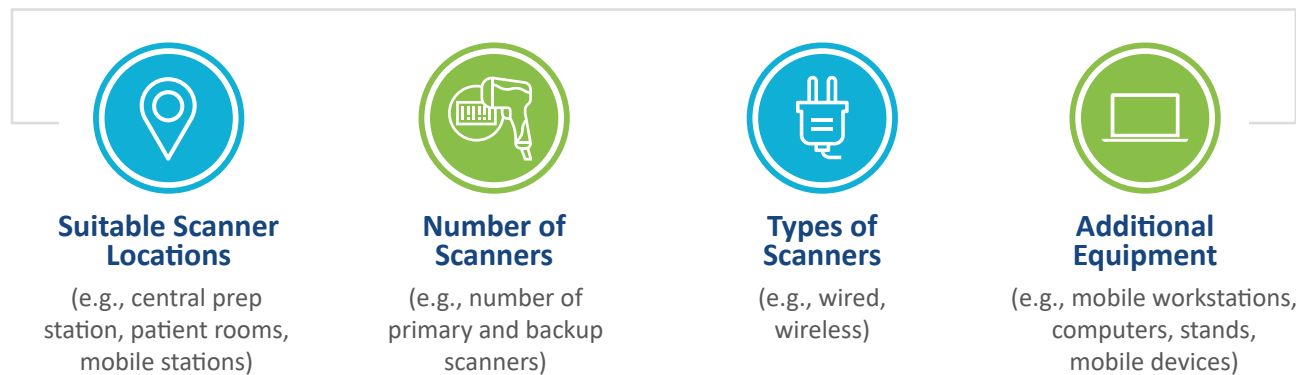 Suitable Scanner
Locations
(e.g., central prep
station, patient rooms,
mobile stations)
Number of
Scanners
(e.g., number of
primary and backup
scanners)
Types of
Scanners
(e.g., wired,
wireless)
Additional
Equipment
(e.g., mobile workstations,
computers, stands,
mobile devices)